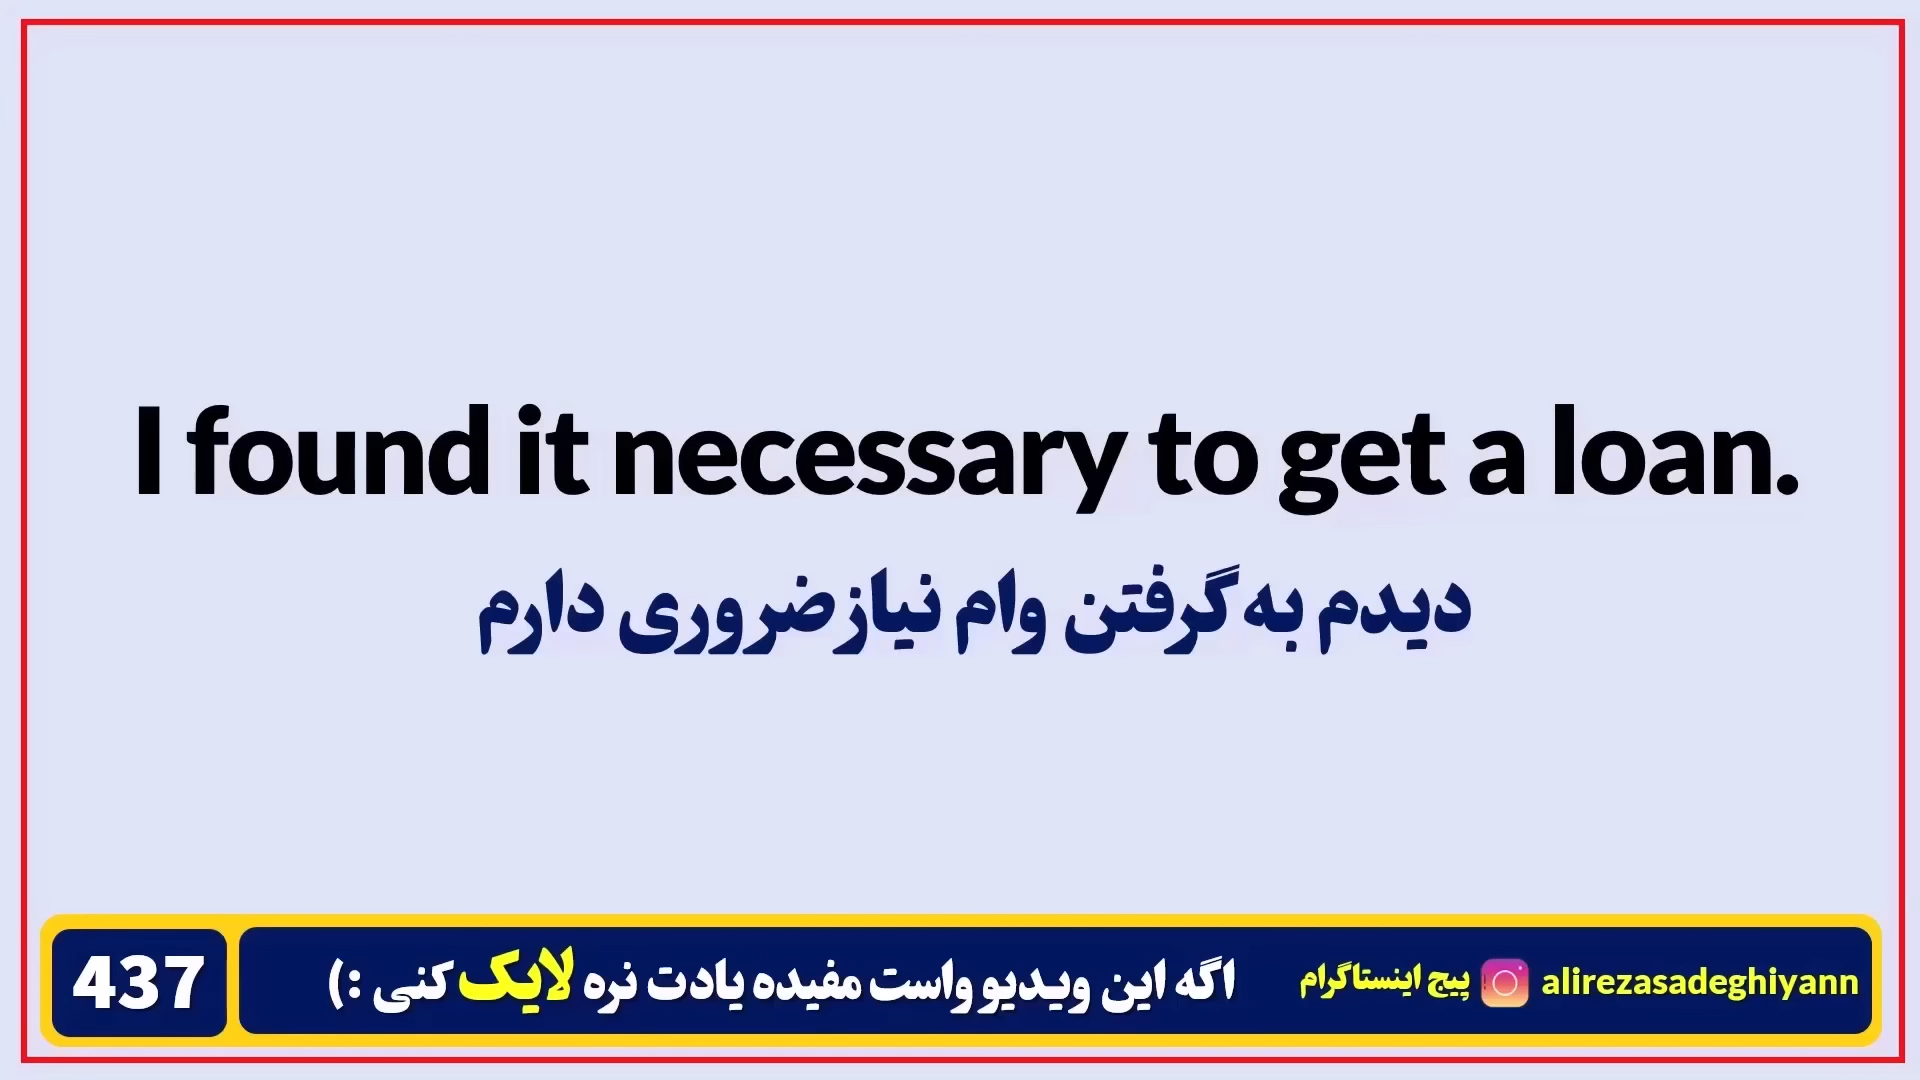 I found it necessary to get a loan.
دیدم به گرفتن وام نیاز ضروری دارم
437
اگه این ویدیو واست مفیده یادت نره لایک کنی :)
پیج اینستاگرام
alirezasadeghiyann